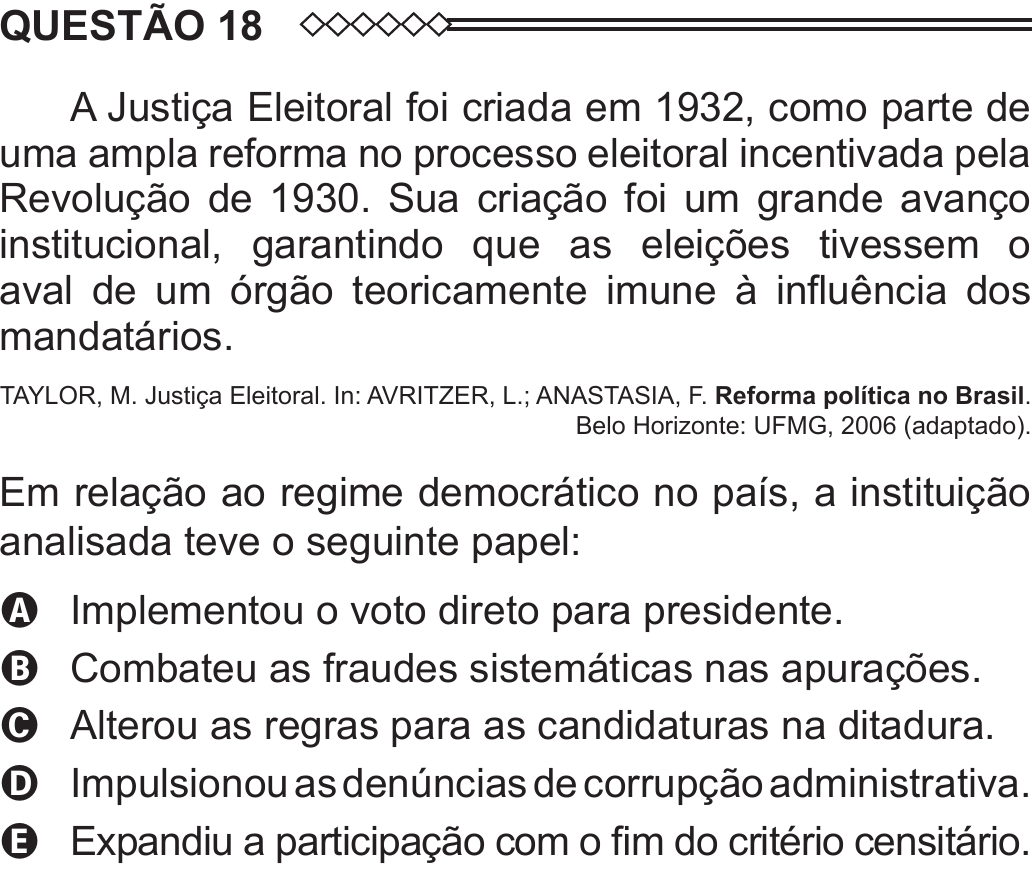 QUESTÃO 18
A Justiça Eleitoral foi criada em 1932, como parte de
uma ampla reforma no processo eleitoral incentivada pela
Revolução de 1930. Sua criação foi um grande avanço
institucional, garantindo que as eleições tivessem o
aval de um órgão teoricamente imune à influência dos
mandatários.
TAYLOR, M. Justiça Eleitoral. In: AVRITZER, L.; ANASTASIA, F. Reforma política no Brasil.
Belo Horizonte: UFMG, 2006 (adaptado).
Em relação ao regime democrático no país, a instituição
analisada teve o seguinte papel:
A Implementou o voto direto para presidente.
B Combateu as fraudes sistemáticas nas apurações.
C Alterou as regras para as candidaturas na ditadura.
D Impulsionou as denúncias de corrupção administrativa.
E Expandiu a participação com o fim do critério censitário.